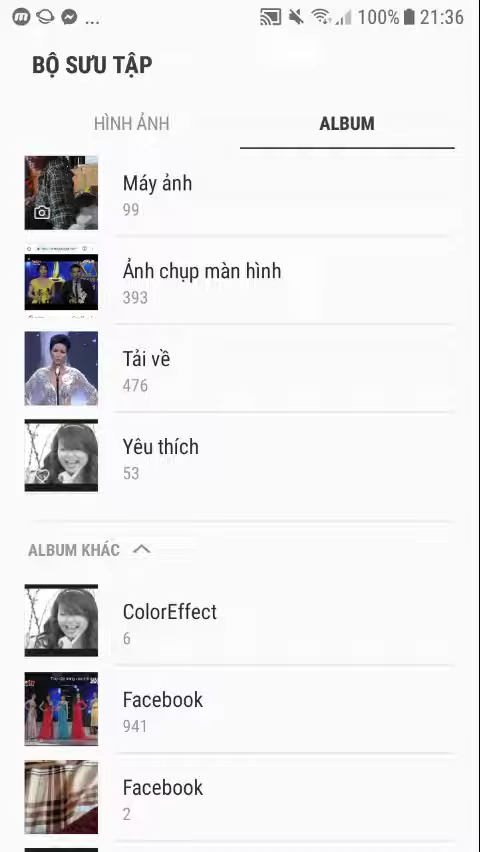 ... 100% 21:36
BỘ SƯU TẬP
HÌNH ẢNH ALBUM
Máy ảnh
99
Ảnh chụp màn hình
393
Tải về
476
Yêu thích
53
ALBUM KHÁC
ColorEffect
6
Facebook
941
Facebook
2